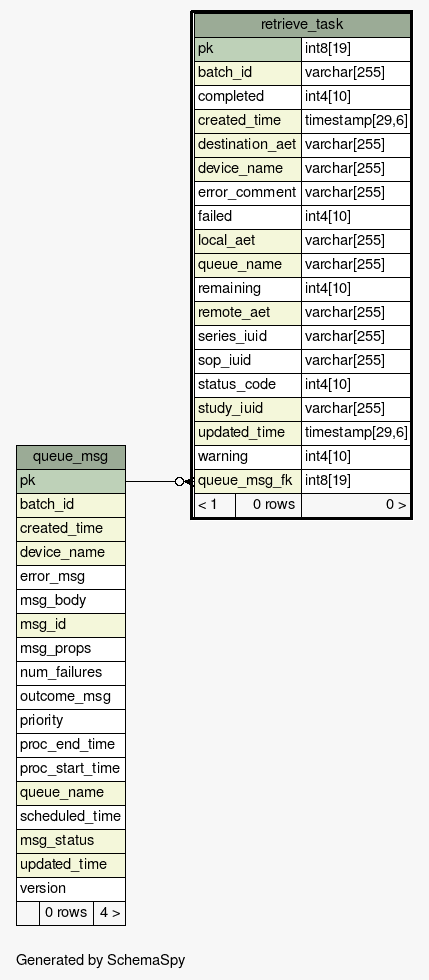 retrieve_task
pk int8[19]
batch_id varchar[255]
completed int4[10]
created_time timestamp[29,6]
destination_aet varchar[255]
device_name varchar[255]
error_comment varchar[255]
failed int4[10]
local_aet varchar[255]
queue_name varchar[255]
remaining int4[10]
remote_aet varchar[255]
series_iuid varchar[255]
sop_iuid varchar[255]
status_code int4[10]
study_iuid varchar[255]
updated_time timestamp[29,6]
warning int4[10]
queue_msg_fk int8[19]
< 1 0 rows 0 >
queue_msg
pk
batch_id
created_time
device_name
error_msg
msg_body
msg_id
msg_props
num_failures
outcome_msg
priority
proc_end_time
proc_start_time
queue_name
scheduled_time
msg_status
updated_time
version
0 rows 4 >
Generated by SchemaSpy